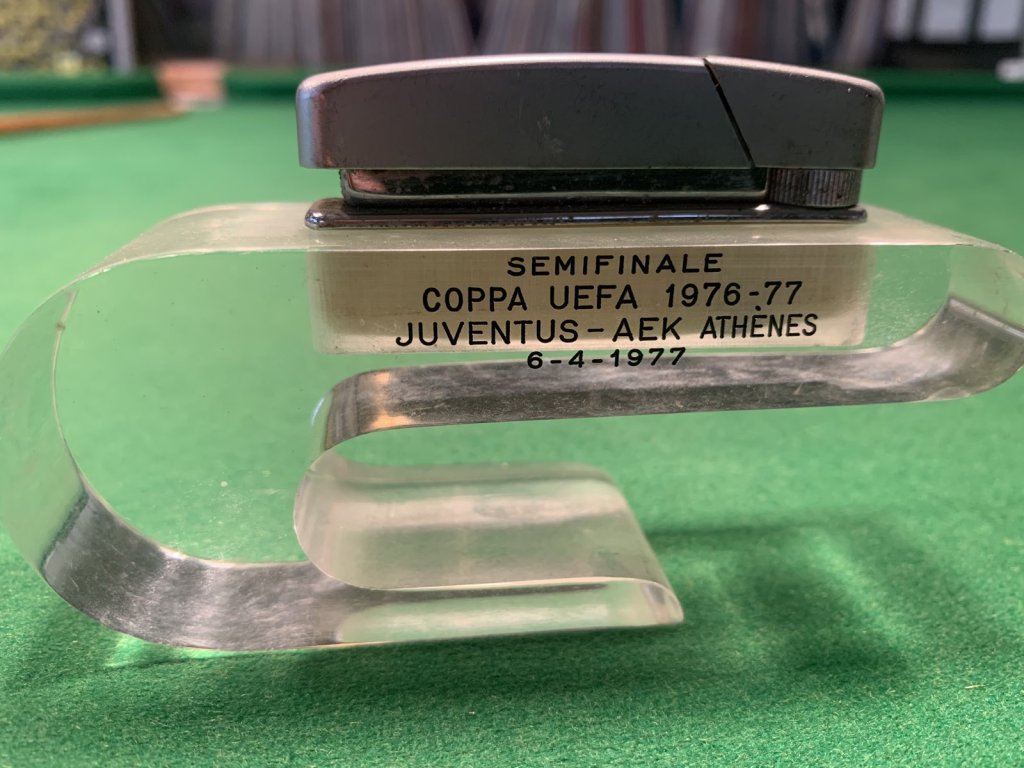 SEMIFINALE
COPPA UEFA 1976-77
JUVENTUS - AEK ATHÈNES
6-4-1977